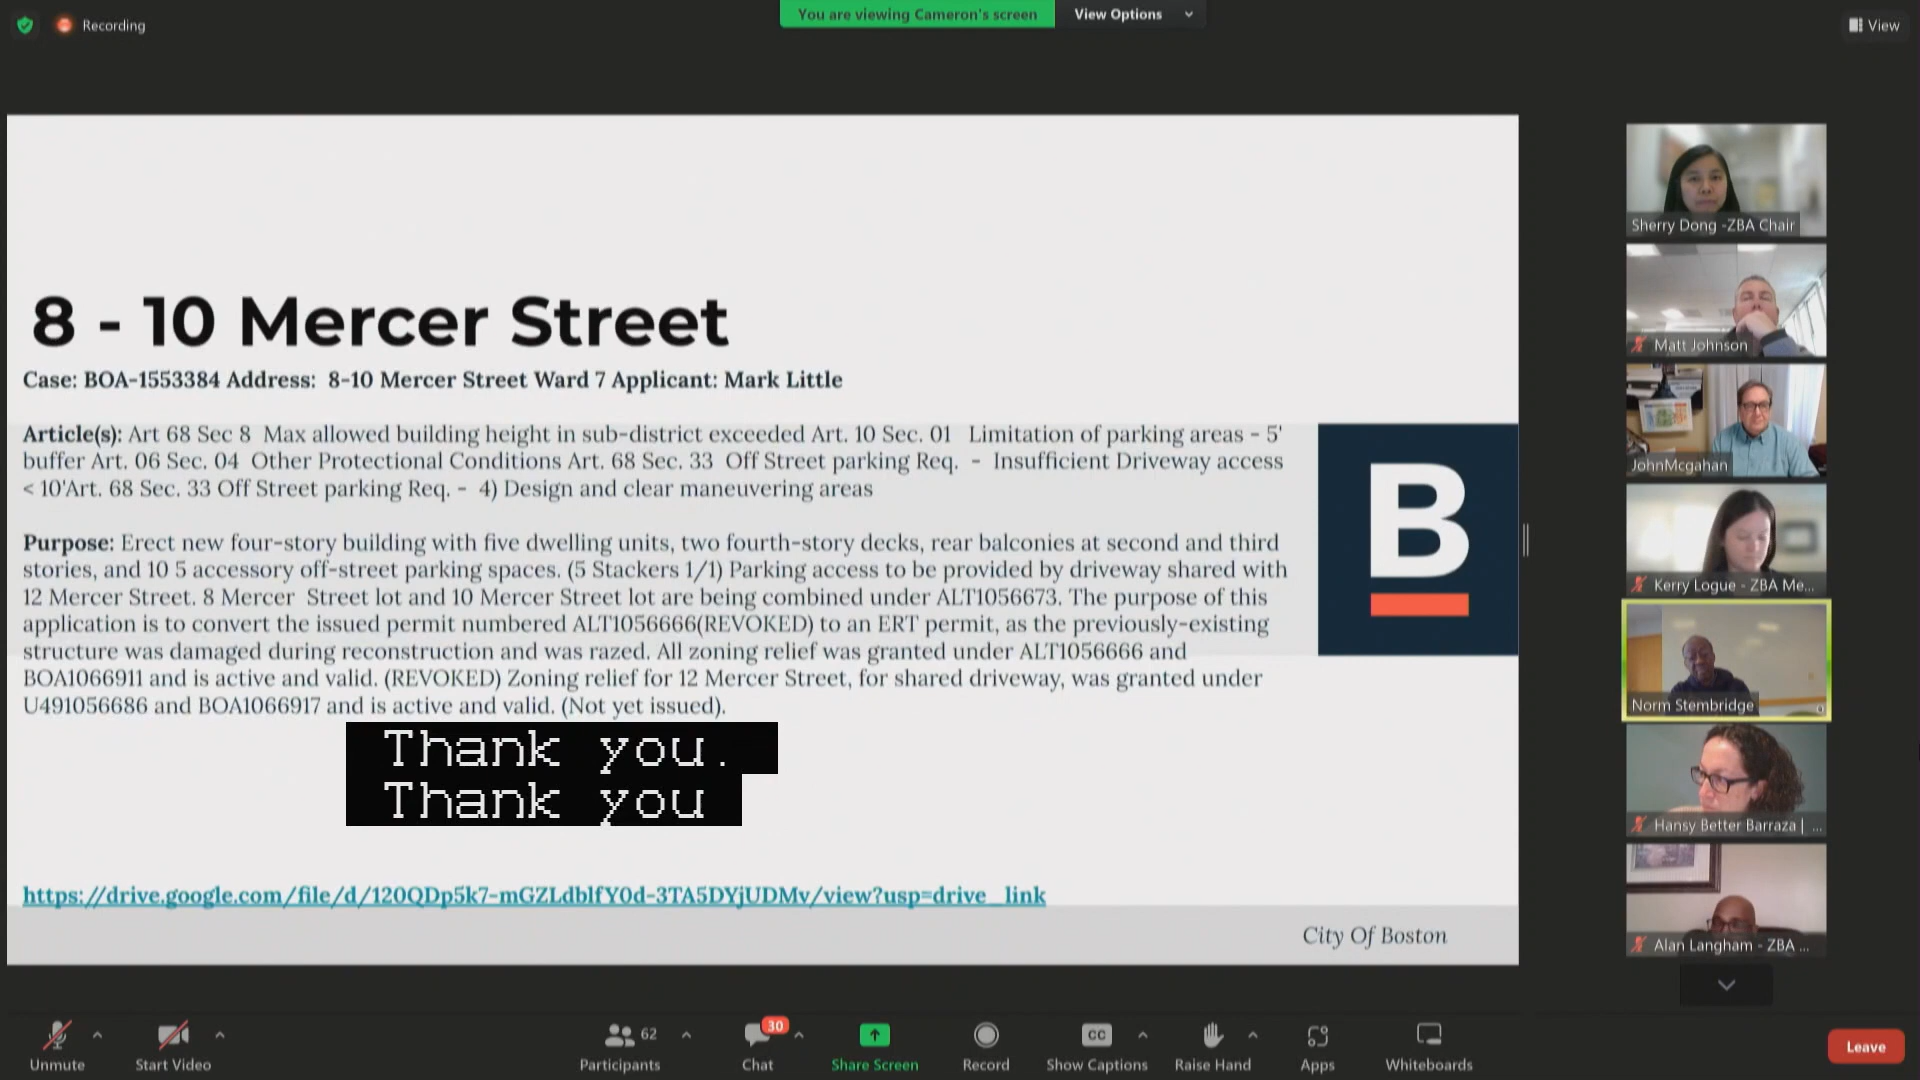 Recording
You are viewing Cameron's screen
View Options
View
8 - 10 Mercer Street
Case: BOA-1553384 Address: 8-10 Mercer Street Ward 7 Applicant: Mark Little
Article(s): Art 68 Sec 8 Max allowed building height in sub-district exceeded Art. 10 Sec. 01 Limitation of parking areas - 5'
buffer Art. 06 Sec. 04 Other Protectional Conditions Art. 68 Sec. 33 Off Street parking Req. - Insufficient Driveway access
< 10'Art. 68 Sec. 33 Off Street parking Req. - 4) Design and clear maneuvering areas
Purpose: Erect new four-story building with five dwelling units, two fourth-story decks, rear balconies at second and third
stories, and 10 5 accessory off-street parking spaces. (5 Stackers 1/1) Parking access to be provided by driveway shared with
12 Mercer Street. 8 Mercer Street lot and 10 Mercer Street lot are being combined under ALT1056673. The purpose of this
application is to convert the issued permit numbered ALT1056666(REVOKED) to an ERT permit, as the previously-existing
structure was damaged during reconstruction and was razed. All zoning relief was granted under ALT1056666 and
BOA1066911 and is active and valid. (REVOKED) Zoning relief for 12 Mercer Street, for shared driveway, was granted under
U491056686 and BOA1066917 and is active and valid. (Not yet issued).
B
Thank you.
Thank you
https://drive.google.com/file/d/120QDp5k7-mGZLdblfY0d-3TA5DYjUDMv/view?usp=drive_link
City Of Boston
Sherry Dong -ZBA Chair
Matt Johnson
JohnMcgahan
Kerry Logue - ZBA Me...
Norm Stembridge
Hansy Better Barraza | ...
Alan Langham - ZBA ...
Unmute
Start Video
62
Participants
30
Chat
Share Screen
Record
CC
Show Captions
Raise Hand
Apps
Whiteboards
Leave